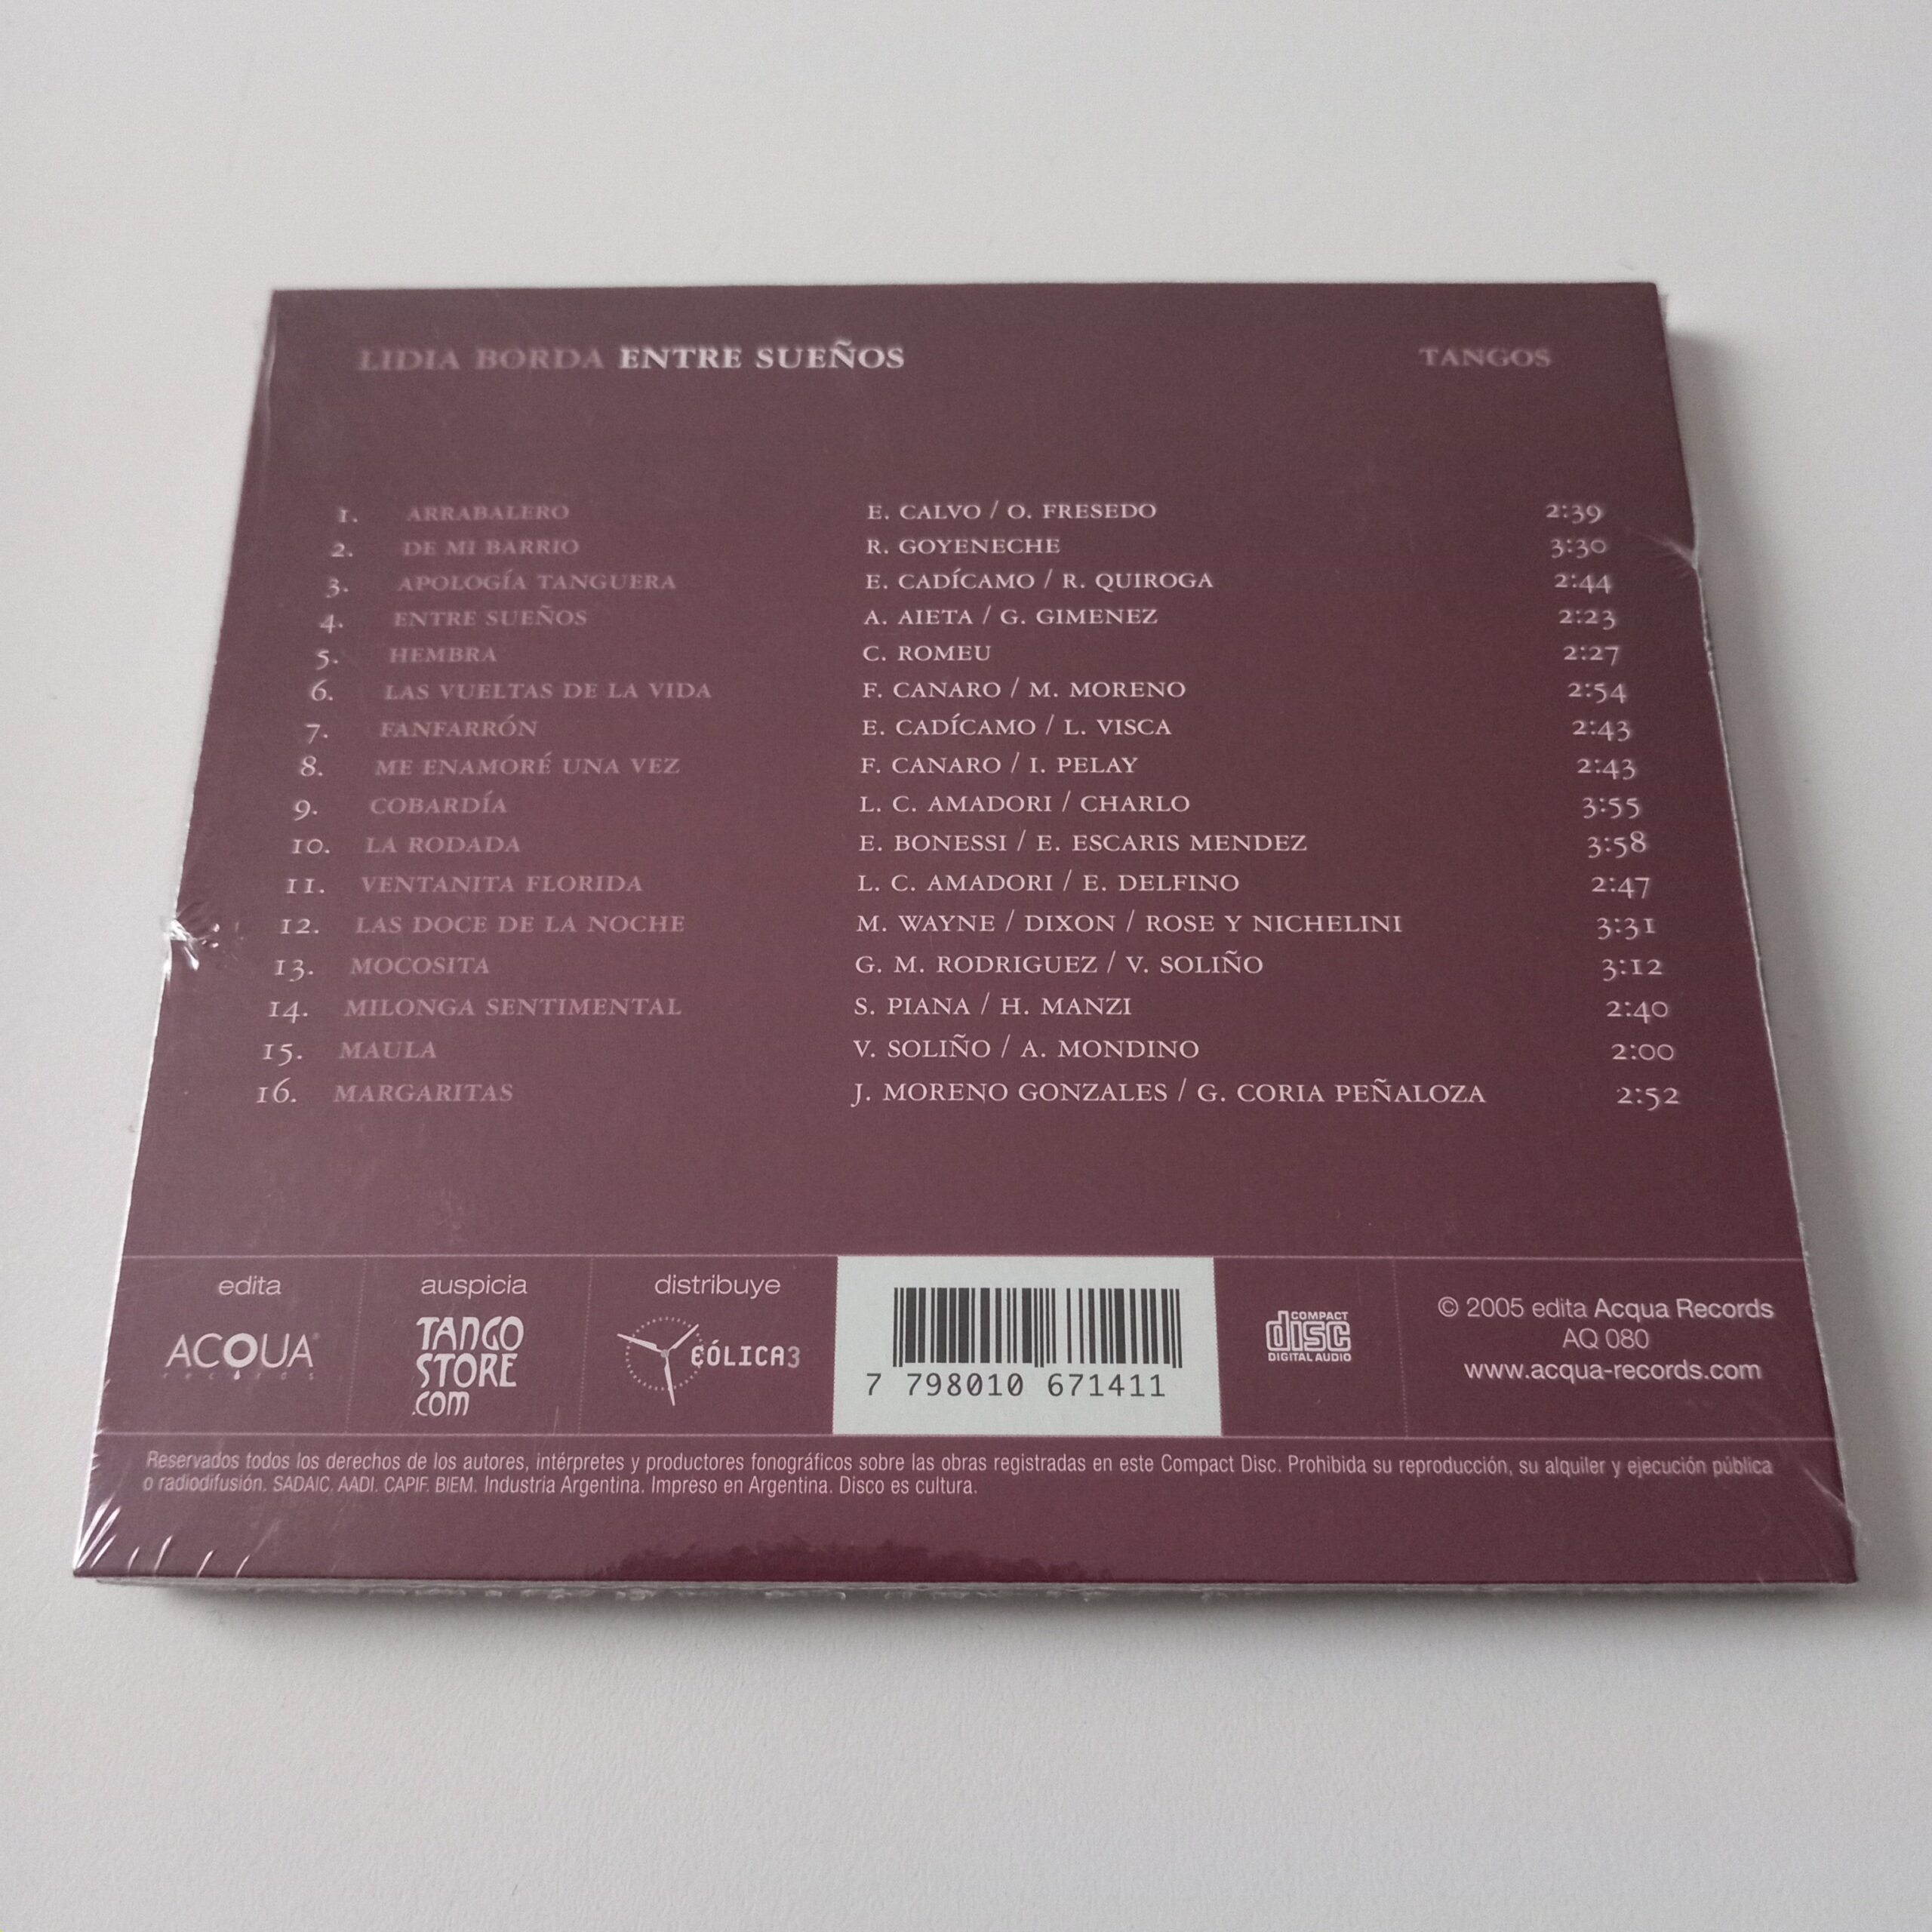 LIDIA BORDA ENTRE SUEÑOS TANGOS
1. ARRABALERO E. CALVO / O. FRESEDO 2:39
2. DE MI BARRIO R. GOYENECHE 3:30
3. APOLOGÍA TANGUERA E. CADÍCAMO / R. QUIROGA 2:44
4. ENTRE SUEÑOS A. AIETA / G. GIMENEZ 2:23
5. HEMBRA C. ROMEU 2:27
6. LAS VUELTAS DE LA VIDA F. CANARO / M. MORENO 2:54
7. FANFARRÓN E. CADÍCAMO / L. VISCA 2:43
8. ME ENAMORÉ UNA VEZ F. CANARO / I. PELAY 2:43
9. COBARDÍA L. C. AMADORI / CHARLO 3:55
10. LA RODADA E. BONESSI / E. ESCARIS MENDEZ 3:58
11. VENTANITA FLORIDA L. C. AMADORI / E. DELFINO 2:47
12. LAS DOCE DE LA NOCHE M. WAYNE / DIXON / ROSE Y NICHELINI 3:31
13. MOCOSITA G. M. RODRIGUEZ / V. SOLIÑO 3:12
14. MILONGA SENTIMENTAL S. PIANA / H. MANZI 2:40
15. MAULA V. SOLIÑO / A. MONDINO 2:00
16. MARGARITAS J. MORENO GONZALES / G. CORIA PEÑALOZA 2:52
edita
ACQUA®
records
auspicia
TANGO
STORE
.COM
distribuye
EÓLICA3
7 798010 671411
COMPACT
disc
DIGITAL AUDIO
© 2005 edita Acqua Records
AQ 080
www.acqua-records.com
Reservados todos los derechos de los autores, intérpretes y productores fonográficos sobre las obras registradas en este Compact Disc. Prohibida su reproducción, su alquiler y ejecución pública
o radiodifusión. SADAIC. AADI. CAPIF. BIEM. Industria Argentina. Impreso en Argentina. Disco es cultura.